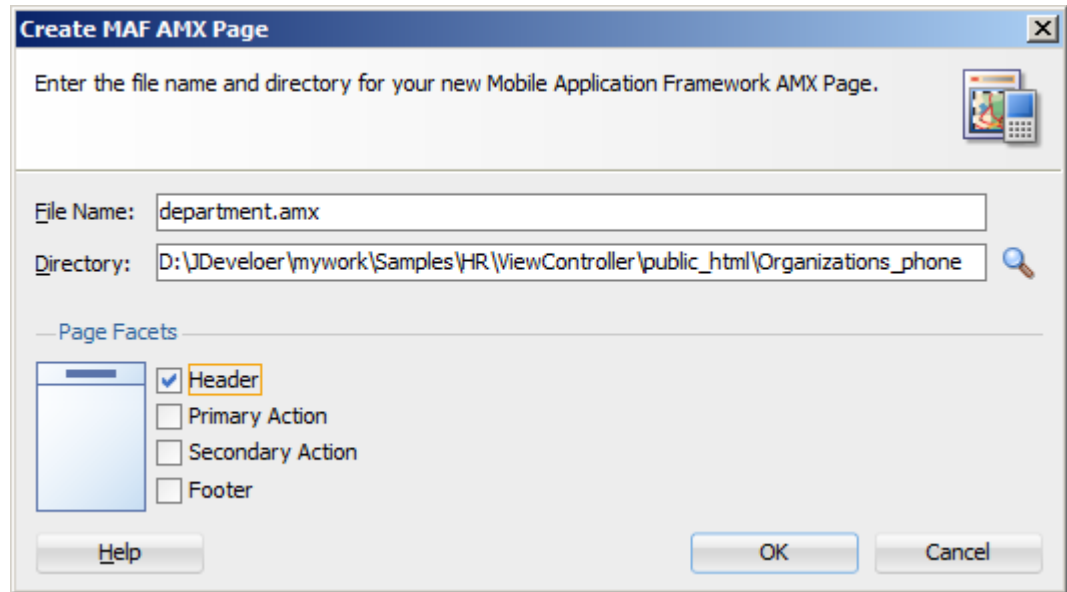 Create MAF AMX Page
Enter the file name and directory for your new Mobile Application Framework AMX Page.
File Name: department.amx
Directory: D:\JDeveloer\mywork\Samples\HR\ViewController\public_html\Organizations_phone
Page Facets
Header
Primary Action
Secondary Action
Footer
Help OK Cancel